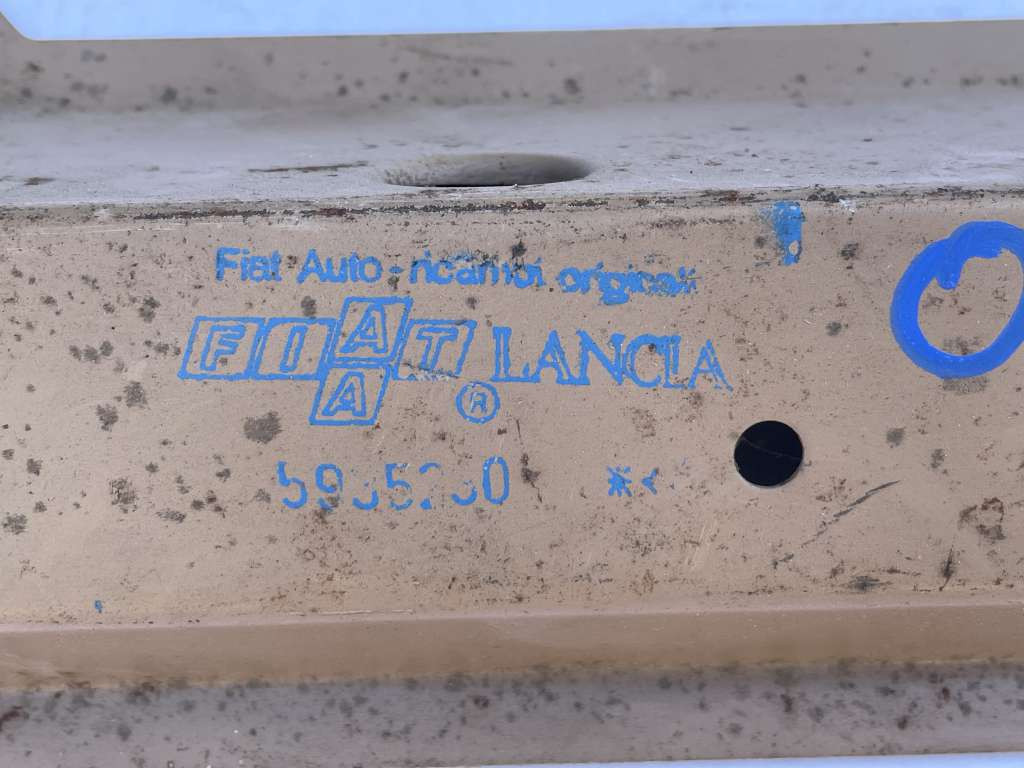 Fiat Auto - ricambi originali
FIAT LANCIA
A
®